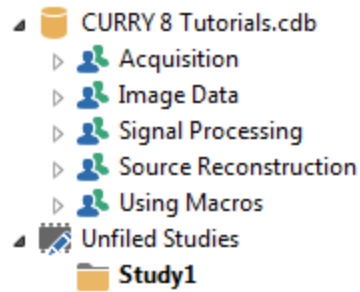 CURRY 8 Tutorials.cdb
Acquisition
Image Data
Signal Processing
Source Reconstruction
Using Macros
Unfiled Studies
Study1